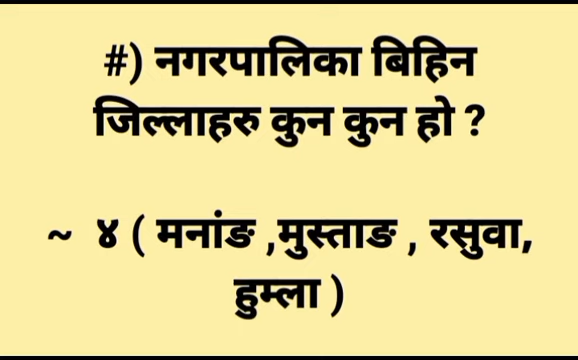 #) नगरपालिका बिहिन
जिल्लाहरु कुन कुन हो ?
~ ४ ( मनांङ ,मुस्ताङ , रसुवा,
हुम्ला )